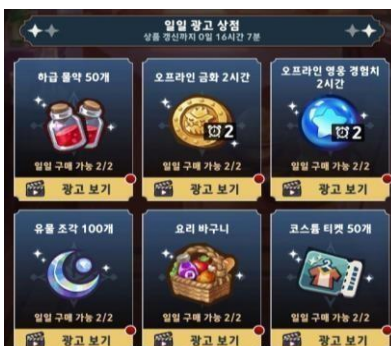 일일 광고 상점
상품 갱신까지 0일 16시간 7분
하급 물약 50개
오프라인 금화 2시간
오프라인 영웅 경험치
2시간
2
2
일일 구매 가능 2/2
일일 구매 가능 2/2
일일 구매 가능 2/2
광고 보기
광고 보기
광고 보기
유물 조각 100개
요리 바구니
코스튬 티켓 50개
일일 구매 가능 2/2
일일 구매 가능 2/2
일일 구매 가능 2/2
광고 보기
광고 보기
광고 보기